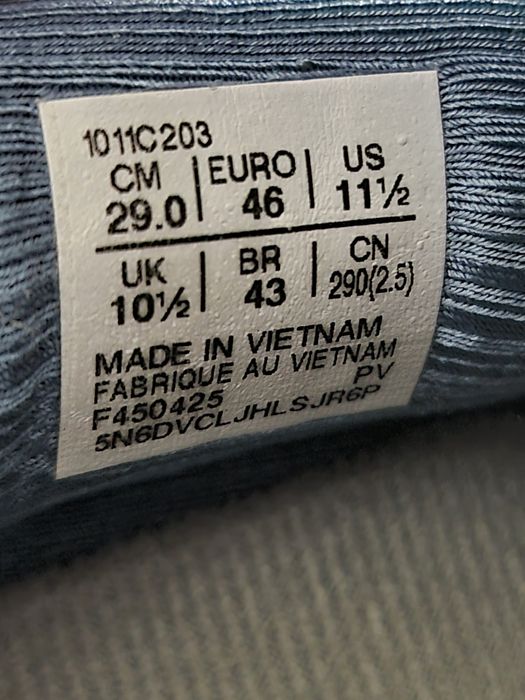 1011C203
CM EURO US
29.0 46 11½
UK BR CN
10½ 43 290(2.5)
MADE IN VIETNAM
FABRIQUE AU VIETNAM
F450425 PV
5N6DVCLJHLSJR6P